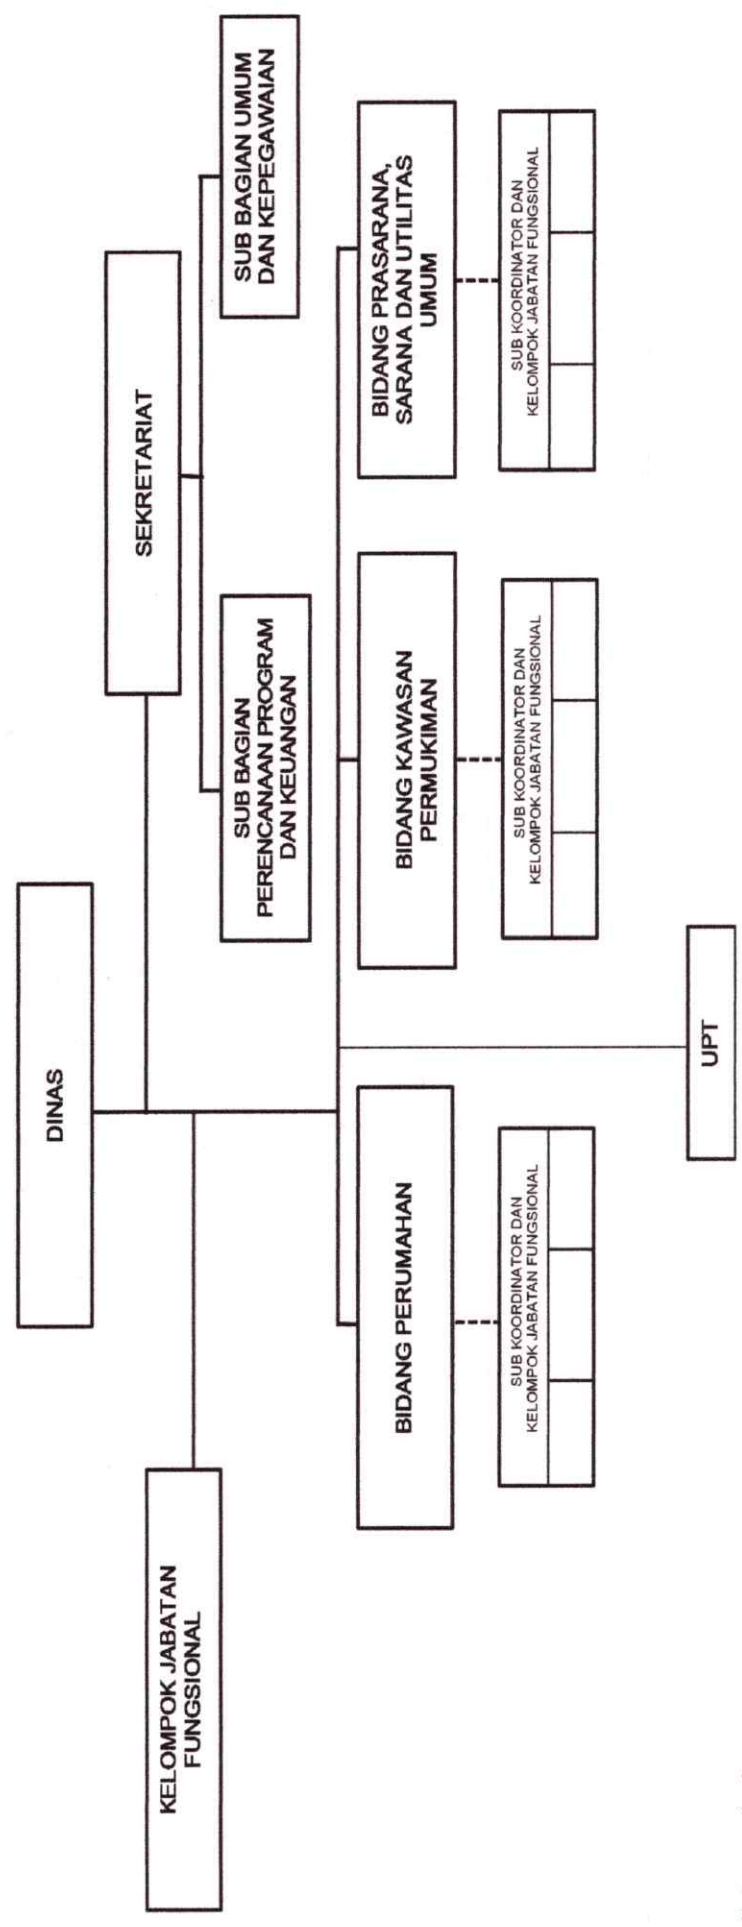 DINAS
SEKRETARIAT
KELOMPOK JABATAN
FUNGSIONAL
SUB BAGIAN
PERENCANAAN PROGRAM
DAN KEUANGAN
SUB BAGIAN UMUM
DAN KEPEGAWAIAN
BIDANG PERUMAHAN
BIDANG KAWASAN
PERMUKIMAN
BIDANG PRASARANA,
SARANA DAN UTILITAS
UMUM
SUB KOORDINATOR DAN
KELOMPOK JABATAN FUNGSIONAL
SUB KOORDINATOR DAN
KELOMPOK JABATAN FUNGSIONAL
SUB KOORDINATOR DAN
KELOMPOK JABATAN FUNGSIONAL
UPT